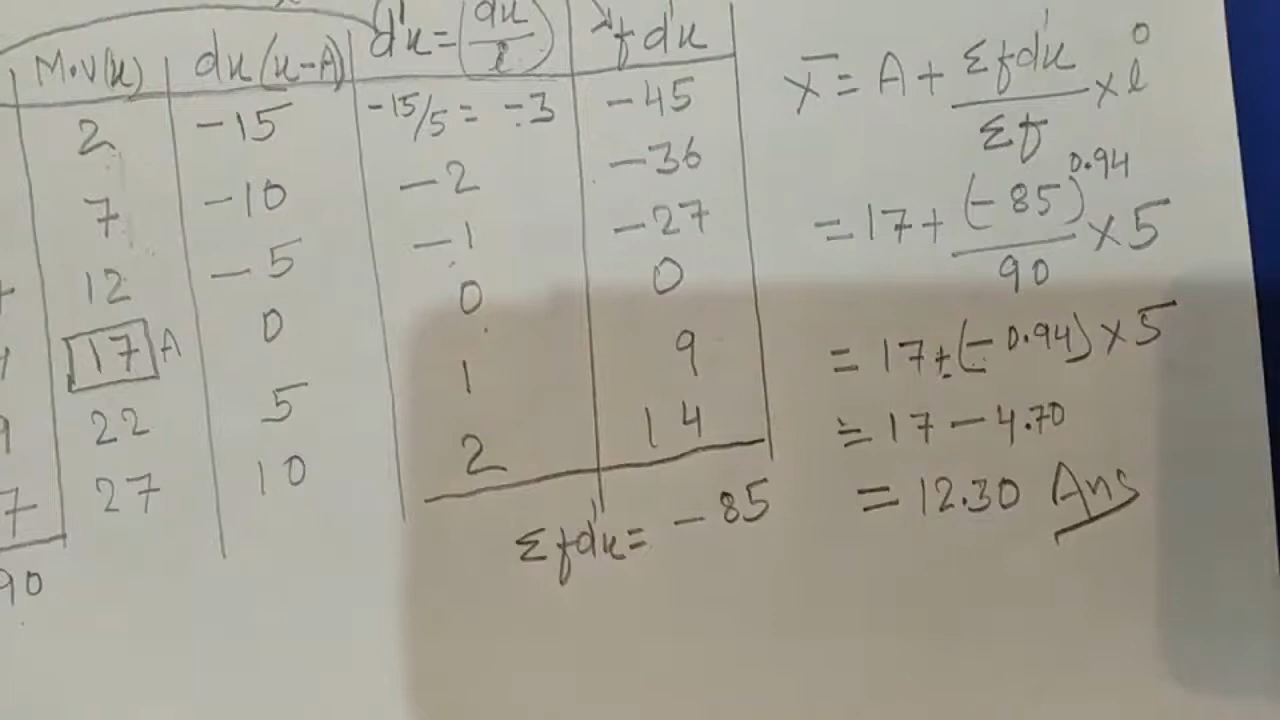 M.V(x) dx(x-A) d'x=(dx/i) fd'x
2 -15 -15/5= -3 -45
7 -10 -2 -36
12 -5 -1 -27
17 A 0 0 0
22 5 1 9
27 10 2 14
90
Σfd'x= -85
X̄ = A + Σfd'x/Σf × i
= 17 + (-85)/90 × 5
0.94
= 17 + (-0.94) × 5
= 17 - 4.70
= 12.30 Ans